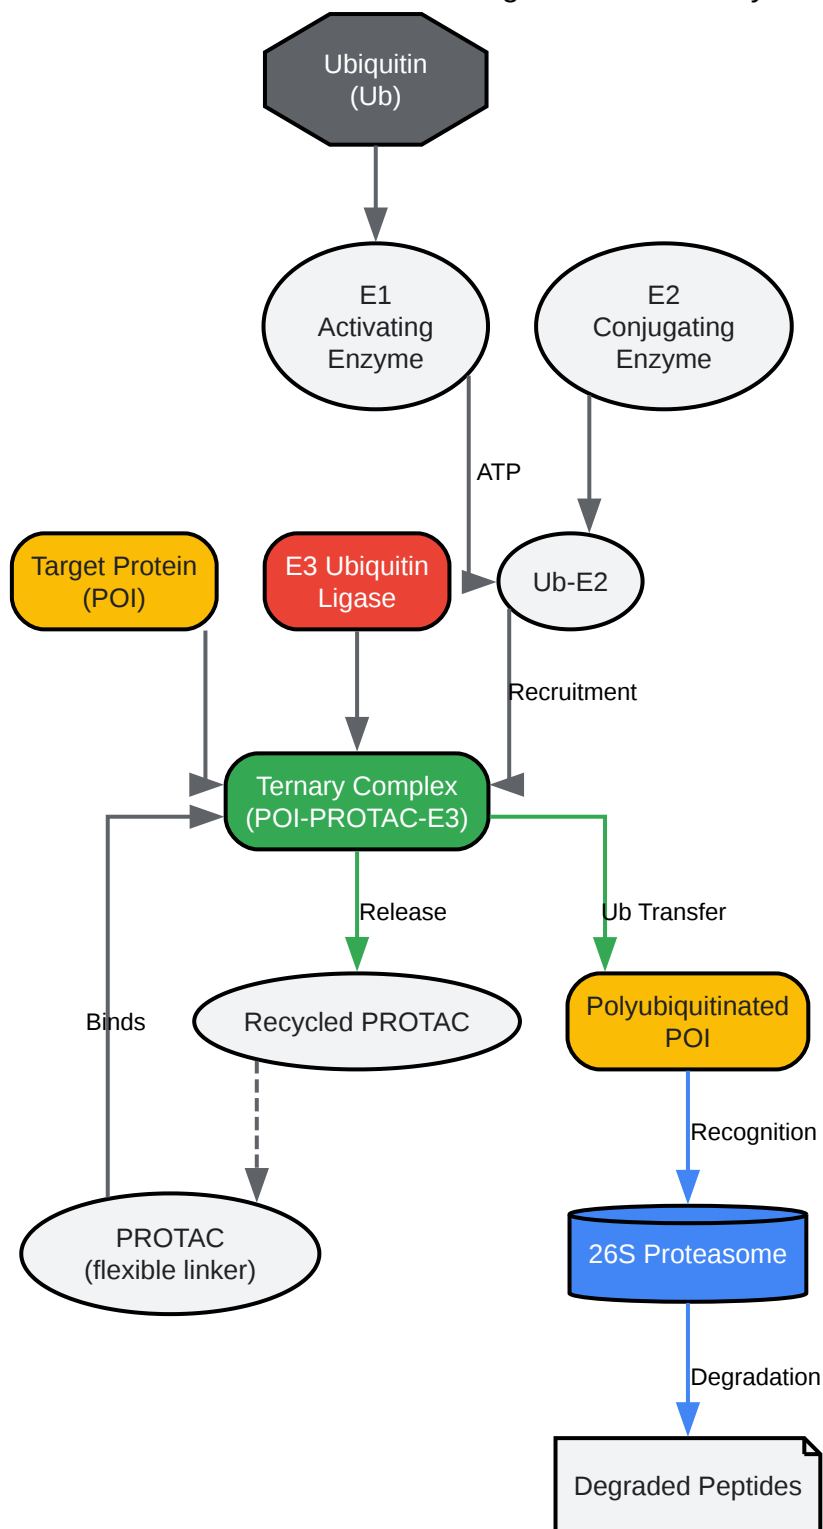 Ubiquitin
(Ub)
E1
Activating
Enzyme
E2
Conjugating
Enzyme
ATP
Target Protein
(POI)
E3 Ubiquitin
Ligase
Ub-E2
Recruitment
Ternary Complex
(POI-PROTAC-E3)
Release
Ub Transfer
Binds
Recycled PROTAC
Polyubiquitinated
POI
Recognition
PROTAC
(flexible linker)
26S Proteasome
Degradation
Degraded Peptides